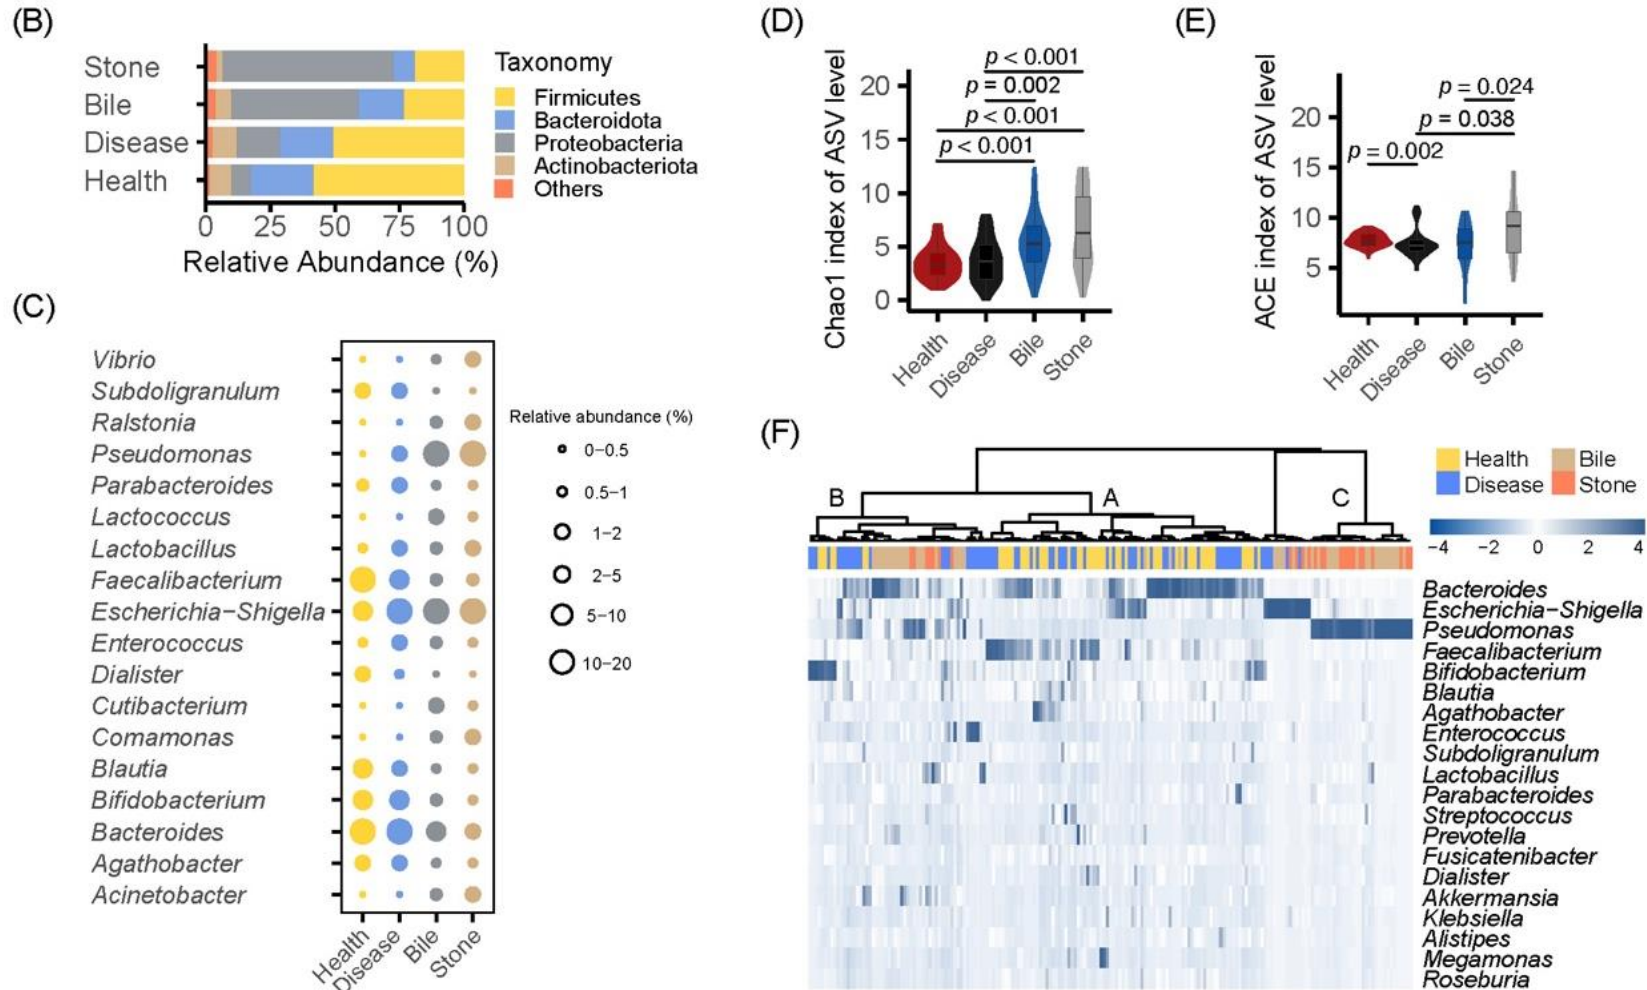 (B)
Stone
Bile
Disease
Health
0 25 50 75 100
Relative Abundance (%)
Taxonomy
Firmicutes
Bacteroidota
Proteobacteria
Actinobacteriota
Others
(C)
Vibrio
Subdoligranulum
Ralstonia
Pseudomonas
Parabacteroides
Lactococcus
Lactobacillus
Faecalibacterium
Escherichia−Shigella
Enterococcus
Dialister
Cutibacterium
Comamonas
Blautia
Bifidobacterium
Bacteroides
Agathobacter
Acinetobacter
Health
Disease
Bile
Stone
Relative abundance (%)
0−0.5
0.5−1
1−2
2−5
5−10
10−20
(D)
Chao1 index of ASV level
20
15
10
5
0
p < 0.001
p = 0.002
p < 0.001
p < 0.001
Health
Disease
Bile
Stone
(E)
ACE index of ASV level
20
15
10
5
p = 0.024
p = 0.038
p = 0.002
Health
Disease
Bile
Stone
(F)
B
A
C
Health
Disease
Bile
Stone
−4 −2 0 2 4
Bacteroides
Escherichia−Shigella
Pseudomonas
Faecalibacterium
Bifidobacterium
Blautia
Agathobacter
Enterococcus
Subdoligranulum
Lactobacillus
Parabacteroides
Streptococcus
Prevotella
Fusicatenibacter
Dialister
Akkermansia
Klebsiella
Alistipes
Megamonas
Roseburia